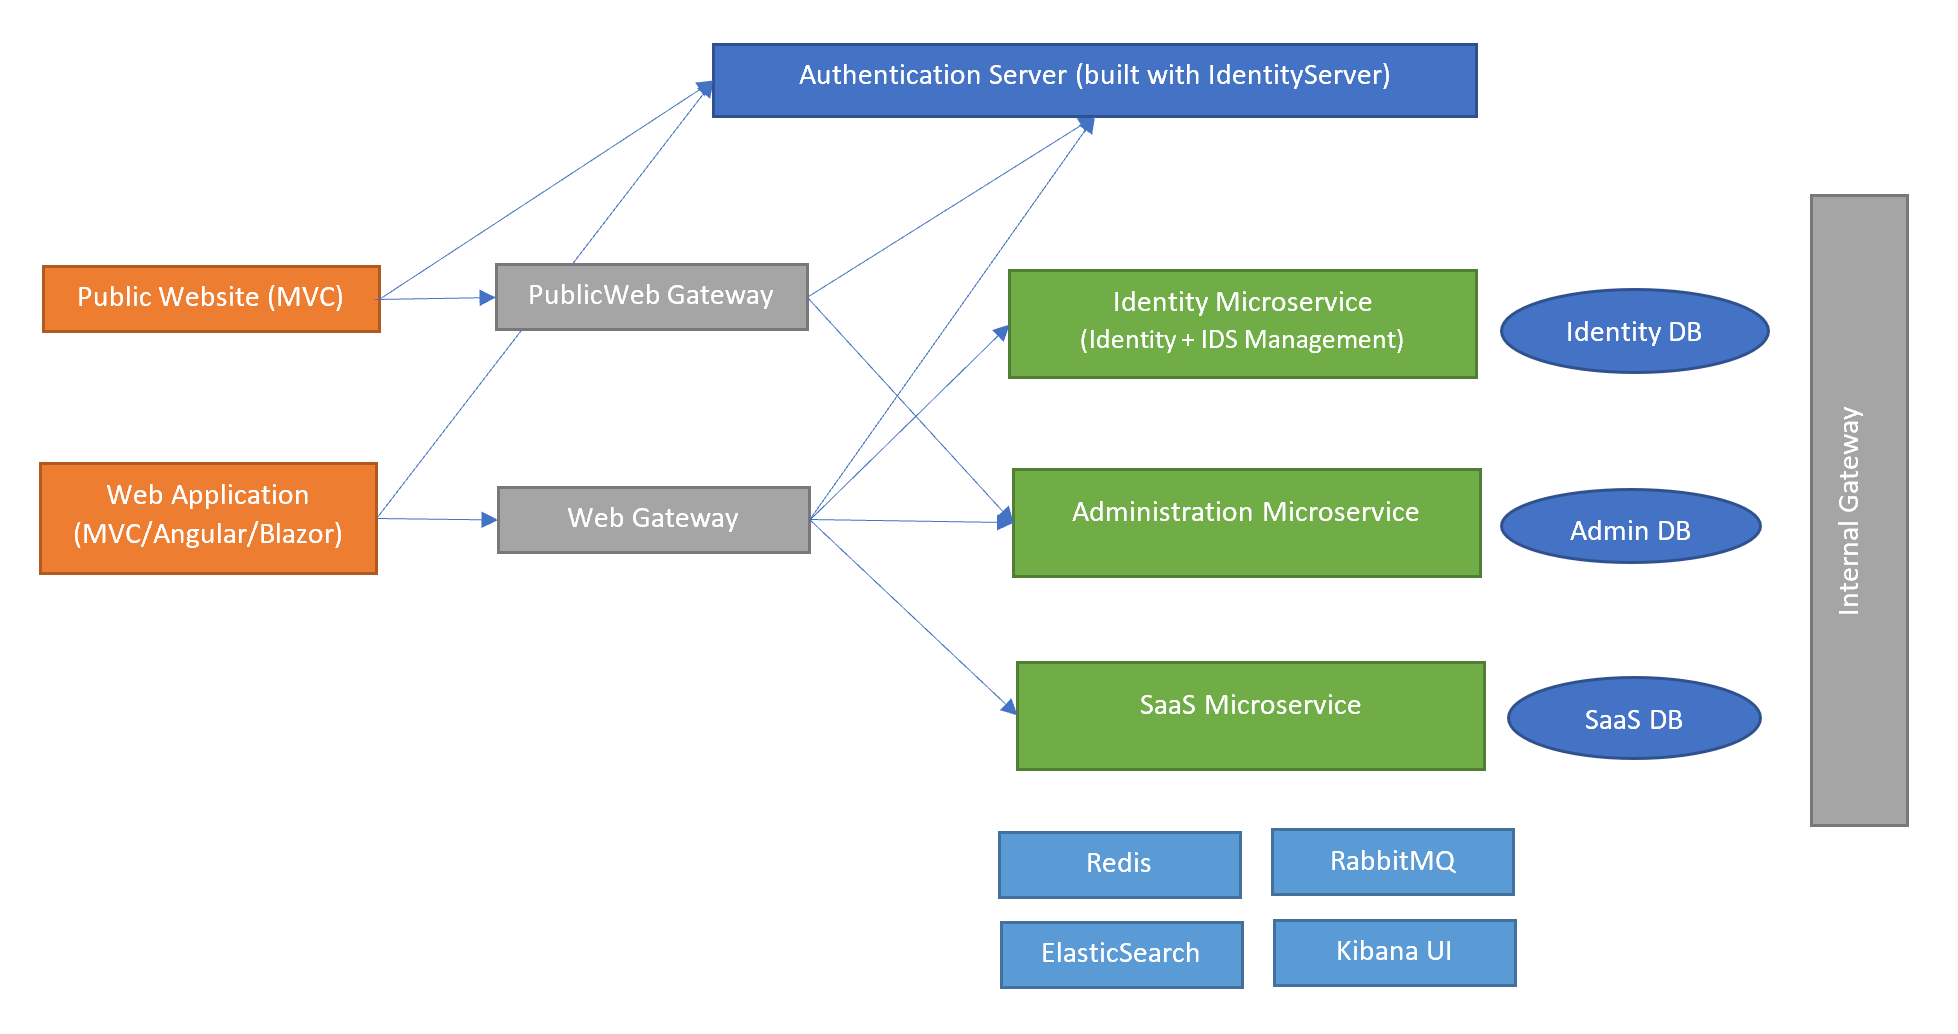 Authentication Server (built with IdentityServer)
Public Website (MVC)
PublicWeb Gateway
Identity Microservice
(Identity + IDS Management)
Identity DB
Web Application
(MVC/Angular/Blazor)
Web Gateway
Administration Microservice
Admin DB
Internal Gateway
SaaS Microservice
SaaS DB
Redis
RabbitMQ
ElasticSearch
Kibana UI